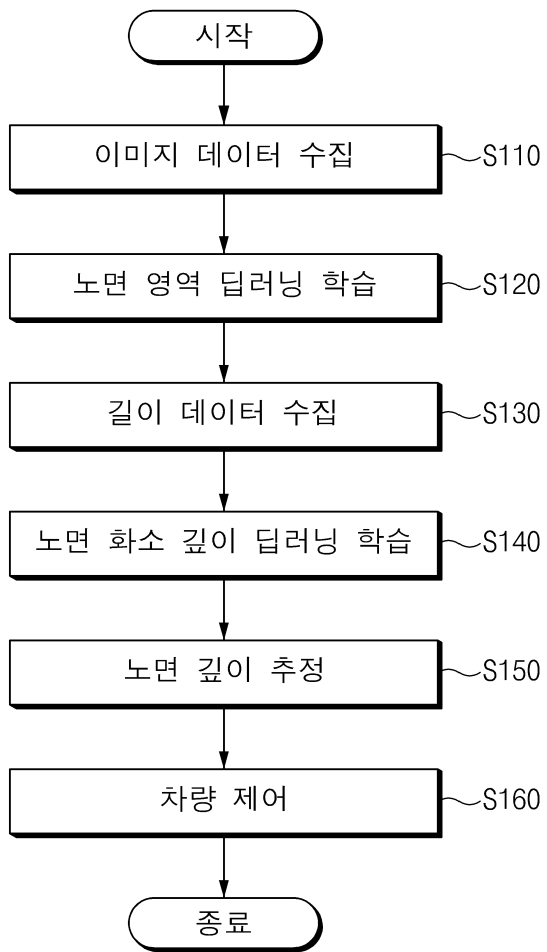 시작
이미지 데이터 수집 S110
노면 영역 딥러닝 학습 S120
길이 데이터 수집 S130
노면 화소 깊이 딥러닝 학습 S140
노면 깊이 추정 S150
차량 제어 S160
종료